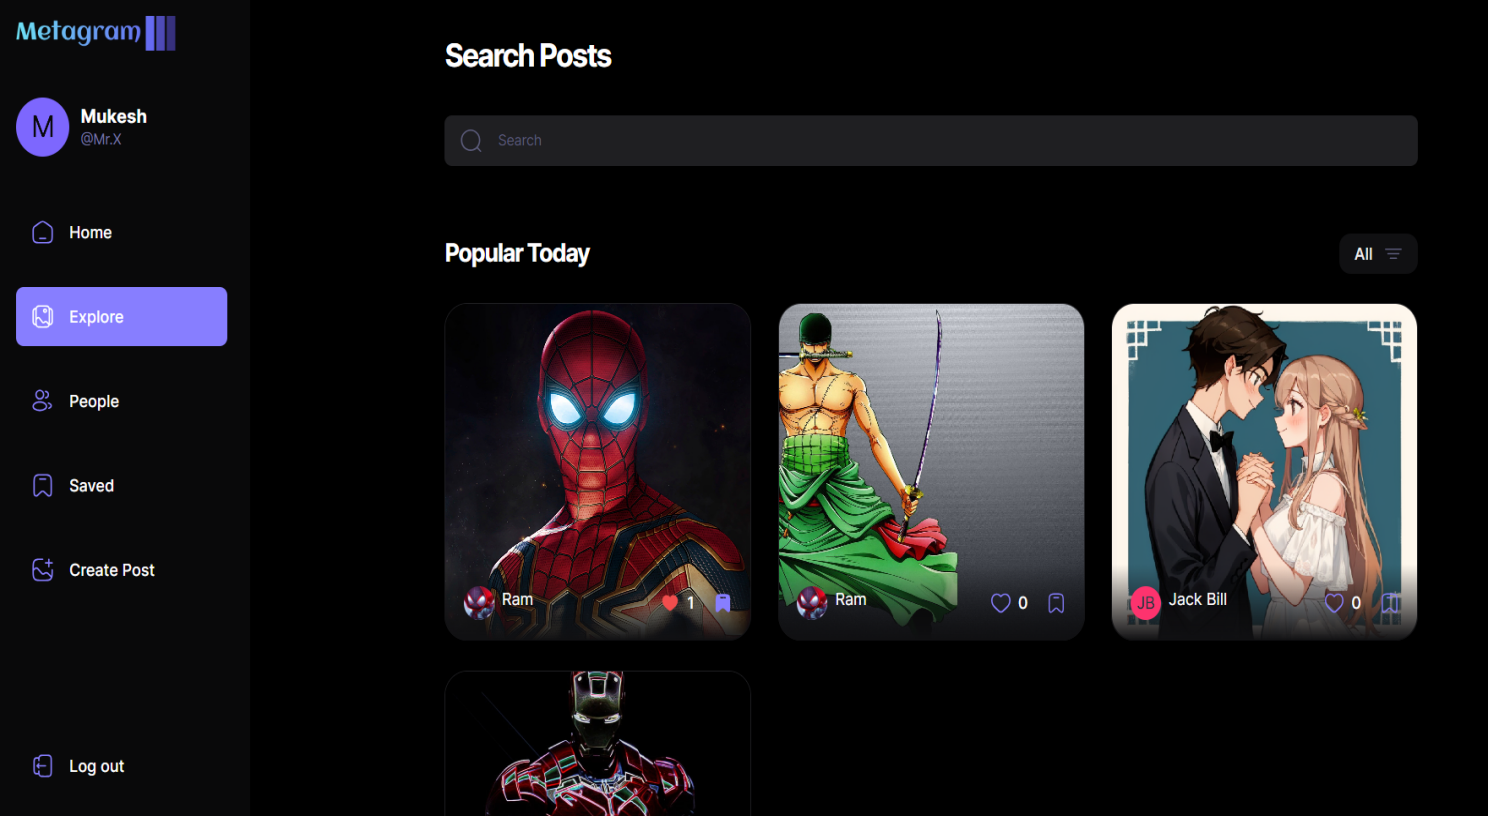 Metagram
M
Mukesh
@Mr.X
Home
Explore
People
Saved
Create Post
Log out
Search Posts
Search
Popular Today
All
Ram
1
Ram
0
JB
Jack Bill
0